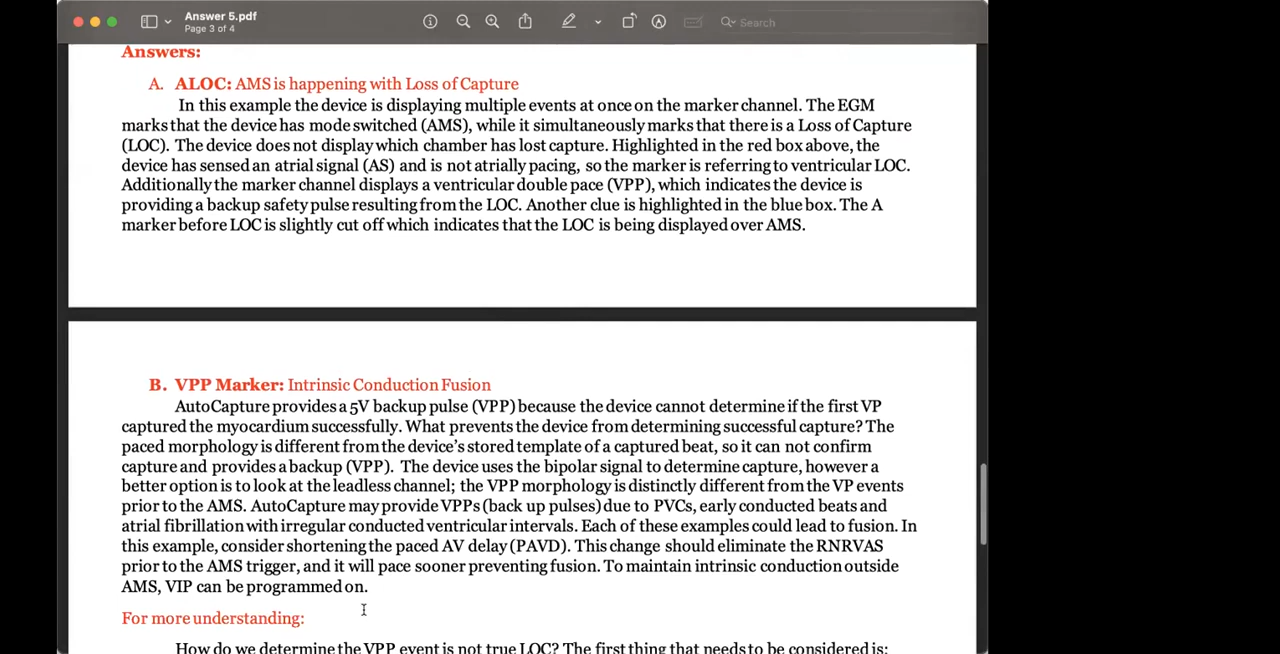 Answer 5.pdf
Page 3 of 4
Search
Answers:
A. ALOC: AMS is happening with Loss of Capture
In this example the device is displaying multiple events at once on the marker channel. The EGM
marks that the device has mode switched (AMS), while it simultaneously marks that there is a Loss of Capture
(LOC). The device does not display which chamber has lost capture. Highlighted in the red box above, the
device has sensed an atrial signal (AS) and is not atrially pacing, so the marker is referring to ventricular LOC.
Additionally the marker channel displays a ventricular double pace (VPP), which indicates the device is
providing a backup safety pulse resulting from the LOC. Another clue is highlighted in the blue box. The A
marker before LOC is slightly cut off which indicates that the LOC is being displayed over AMS.
B. VPP Marker: Intrinsic Conduction Fusion
AutoCapture provides a 5V backup pulse (VPP) because the device cannot determine if the first VP
captured the myocardium successfully. What prevents the device from determining successful capture? The
paced morphology is different from the device's stored template of a captured beat, so it can not confirm
capture and provides a backup (VPP). The device uses the bipolar signal to determine capture, however a
better option is to look at the leadless channel; the VPP morphology is distinctly different from the VP events
prior to the AMS. AutoCapture may provide VPPs (back up pulses) due to PVCs, early conducted beats and
atrial fibrillation with irregular conducted ventricular intervals. Each of these examples could lead to fusion. In
this example, consider shortening the paced AV delay (PAVD). This change should eliminate the RNRVAS
prior to the AMS trigger, and it will pace sooner preventing fusion. To maintain intrinsic conduction outside
AMS, VIP can be programmed on.
For more understanding:
How do we determine the VPP event is not true LOC? The first thing that needs to be considered is: